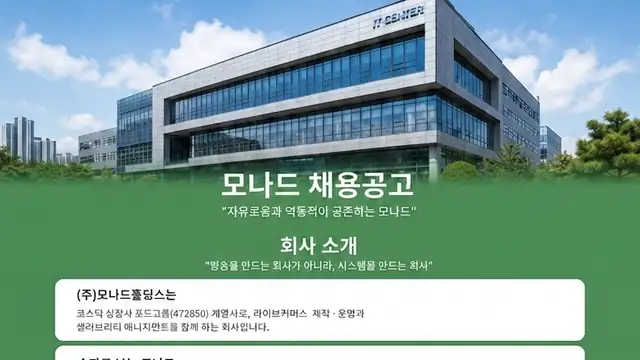 IT CENTER
모나드 채용공고
"자유로움과 역동적이 공존하는 모나드"
회사 소개
"방송을 만드는 회사가 아니라, 시스템을 만드는 회사"
(주)모나드홀딩스는
코스닥 상장사 포드고름(472850) 계열사로, 라이브커머스 제작 · 운영과
셀러브리티 매니지먼트를 함께 하는 회사입니다.